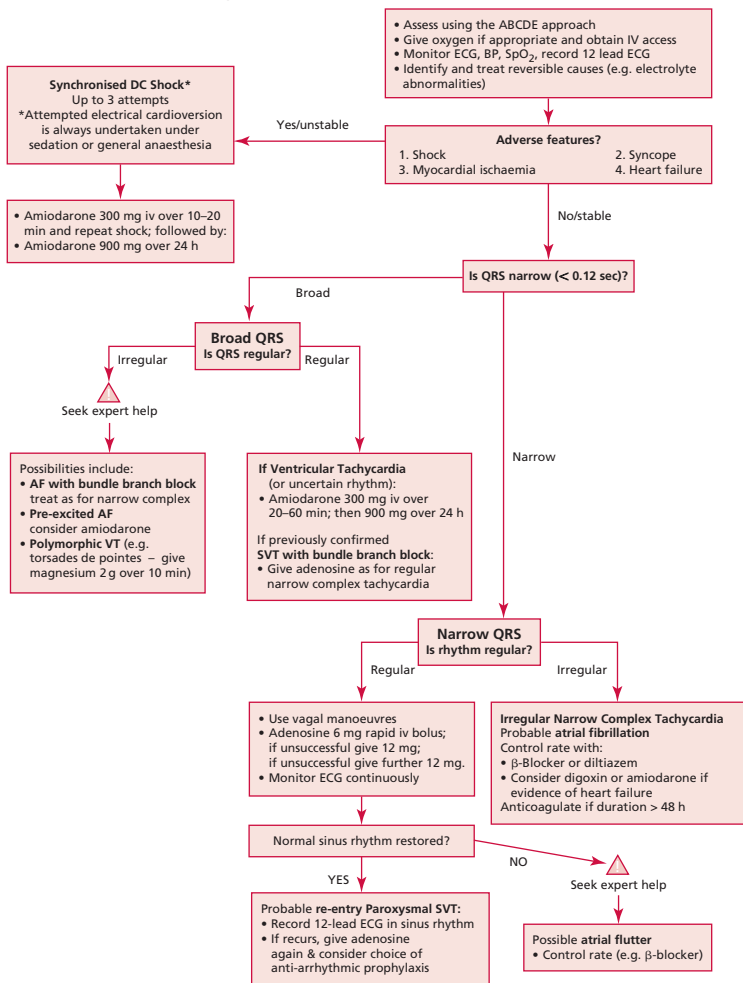 • Assess using the ABCDE approach
• Give oxygen if appropriate and obtain IV access
• Monitor ECG, BP, SpO₂, record 12 lead ECG
• Identify and treat reversible causes (e.g. electrolyte
abnormalities)
Synchronised DC Shock*
Up to 3 attempts
*Attempted electrical cardioversion
is always undertaken under
sedation or general anaesthesia
Yes/unstable
Adverse features?
1. Shock 2. Syncope
3. Myocardial ischaemia 4. Heart failure
• Amiodarone 300 mg iv over 10–20
min and repeat shock; followed by:
• Amiodarone 900 mg over 24 h
No/stable
Is QRS narrow (< 0.12 sec)?
Broad
Broad QRS
Is QRS regular?
Irregular
Regular
Seek expert help
Narrow
Possibilities include:
• AF with bundle branch block
treat as for narrow complex
• Pre-excited AF
consider amiodarone
• Polymorphic VT (e.g.
torsades de pointes – give
magnesium 2 g over 10 min)
If Ventricular Tachycardia
(or uncertain rhythm):
• Amiodarone 300 mg iv over
20–60 min; then 900 mg over 24 h
If previously confirmed
SVT with bundle branch block:
• Give adenosine as for regular
narrow complex tachycardia
Narrow QRS
Is rhythm regular?
Regular
Irregular
• Use vagal manoeuvres
• Adenosine 6 mg rapid iv bolus;
if unsuccessful give 12 mg;
if unsuccessful give further 12 mg.
• Monitor ECG continuously
Irregular Narrow Complex Tachycardia
Probable atrial fibrillation
Control rate with:
• β-Blocker or diltiazem
• Consider digoxin or amiodarone if
evidence of heart failure
Anticoagulate if duration > 48 h
Normal sinus rhythm restored?
NO
YES
Seek expert help
Probable re-entry Paroxysmal SVT:
• Record 12-lead ECG in sinus rhythm
• If recurs, give adenosine
again & consider choice of
anti-arrhythmic prophylaxis
Possible atrial flutter
• Control rate (e.g. β-blocker)